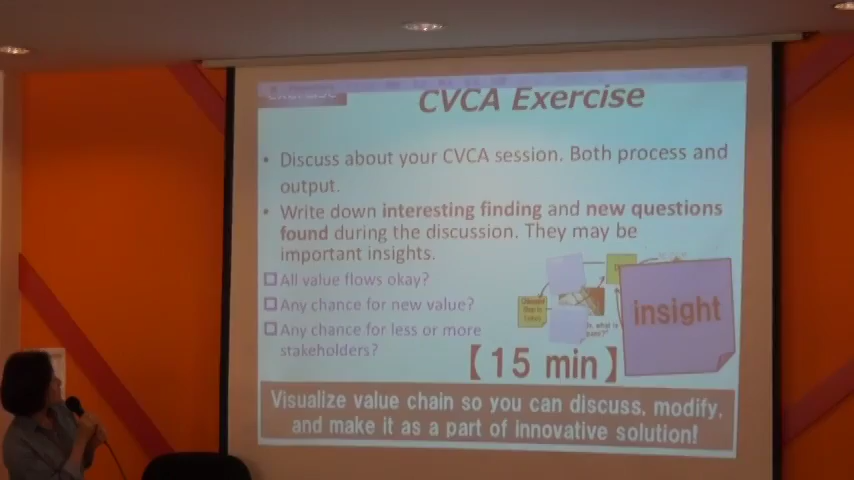 Exercise
CVCA Exercise
• Discuss about your CVCA session. Both process and
output.
• Write down interesting finding and new questions
found during the discussion. They may be
important insights.
All value flows okay?
Any chance for new value?
Any chance for less or more
stakeholders?
insight
【15 min】
Visualize value chain so you can discuss, modify,
and make it as a part of innovative solution!